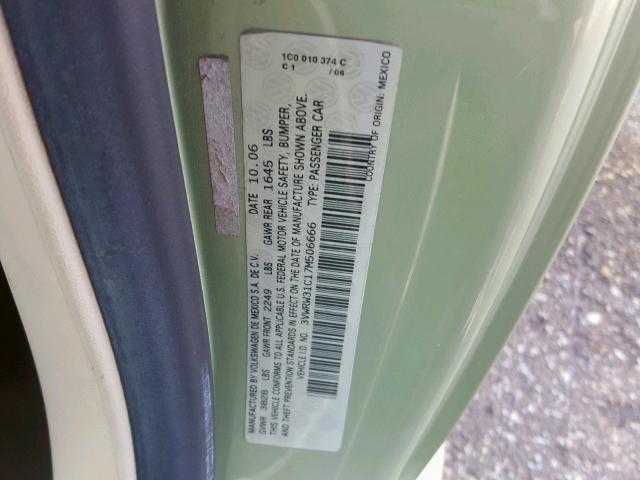 1C0 010 374 C
C 1 / 06
MANUFACTURED BY VOLKSWAGEN DE MEXICO S.A. DE C.V. DATE 10.06
GVWR 3828 LBS GAWR FRONT 2249 LBS GAWR REAR 1645 LBS
THIS VEHICLE CONFORMS TO ALL APPLICABLE U.S. FEDERAL MOTOR VEHICLE SAFETY, BUMPER,
AND THEFT PREVENTION STANDARDS IN EFFECT ON THE DATE OF MANUFACTURE SHOWN ABOVE.
VEHICLE I.D. NO. 3VWRW31C17M506666 TYPE: PASSENGER CAR
COUNTRY OF ORIGIN: MEXICO